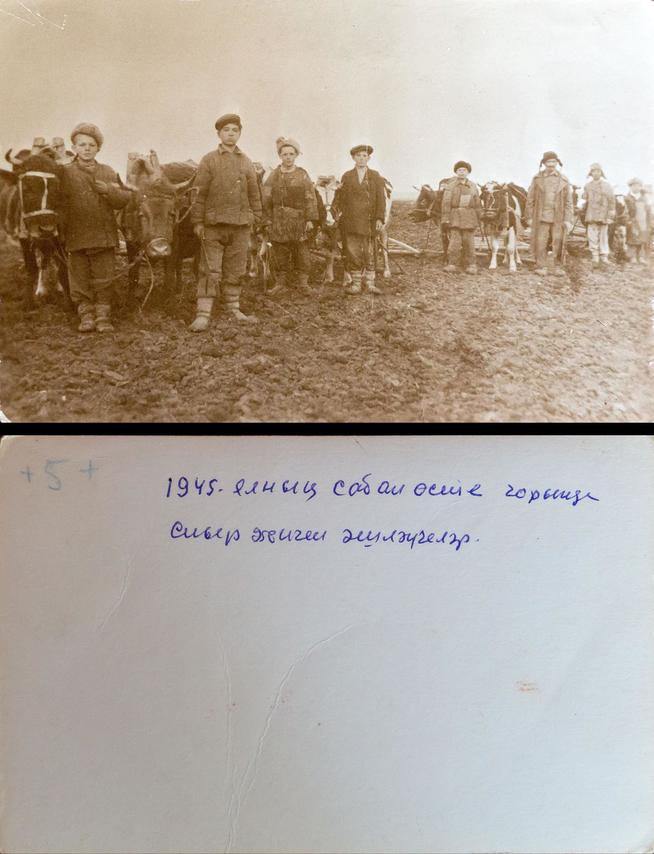 +5+
1945. елның сабан өсте чорында
Сыер җигеп эшләүчеләр.